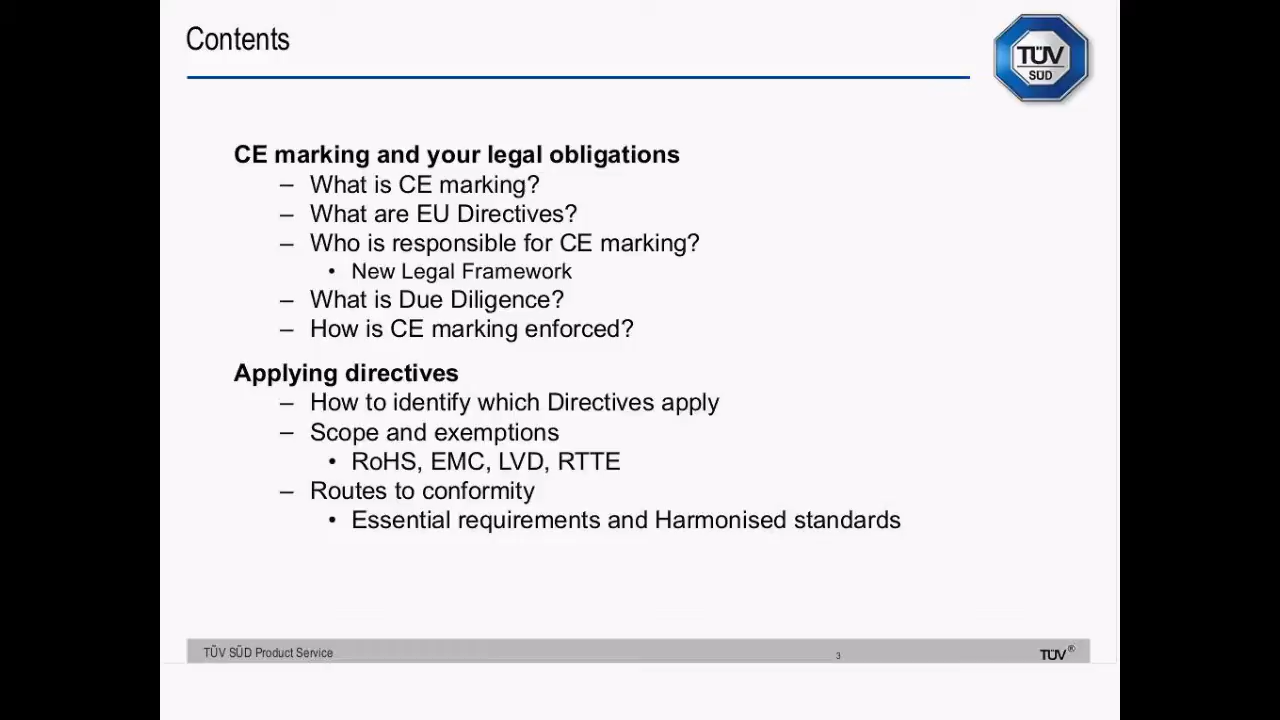 Contents
TÜV
SÜD
CE marking and your legal obligations
– What is CE marking?
– What are EU Directives?
– Who is responsible for CE marking?
• New Legal Framework
– What is Due Diligence?
– How is CE marking enforced?
Applying directives
– How to identify which Directives apply
– Scope and exemptions
• RoHS, EMC, LVD, RTTE
– Routes to conformity
• Essential requirements and Harmonised standards
TÜV SÜD Product Service 3 TÜV®